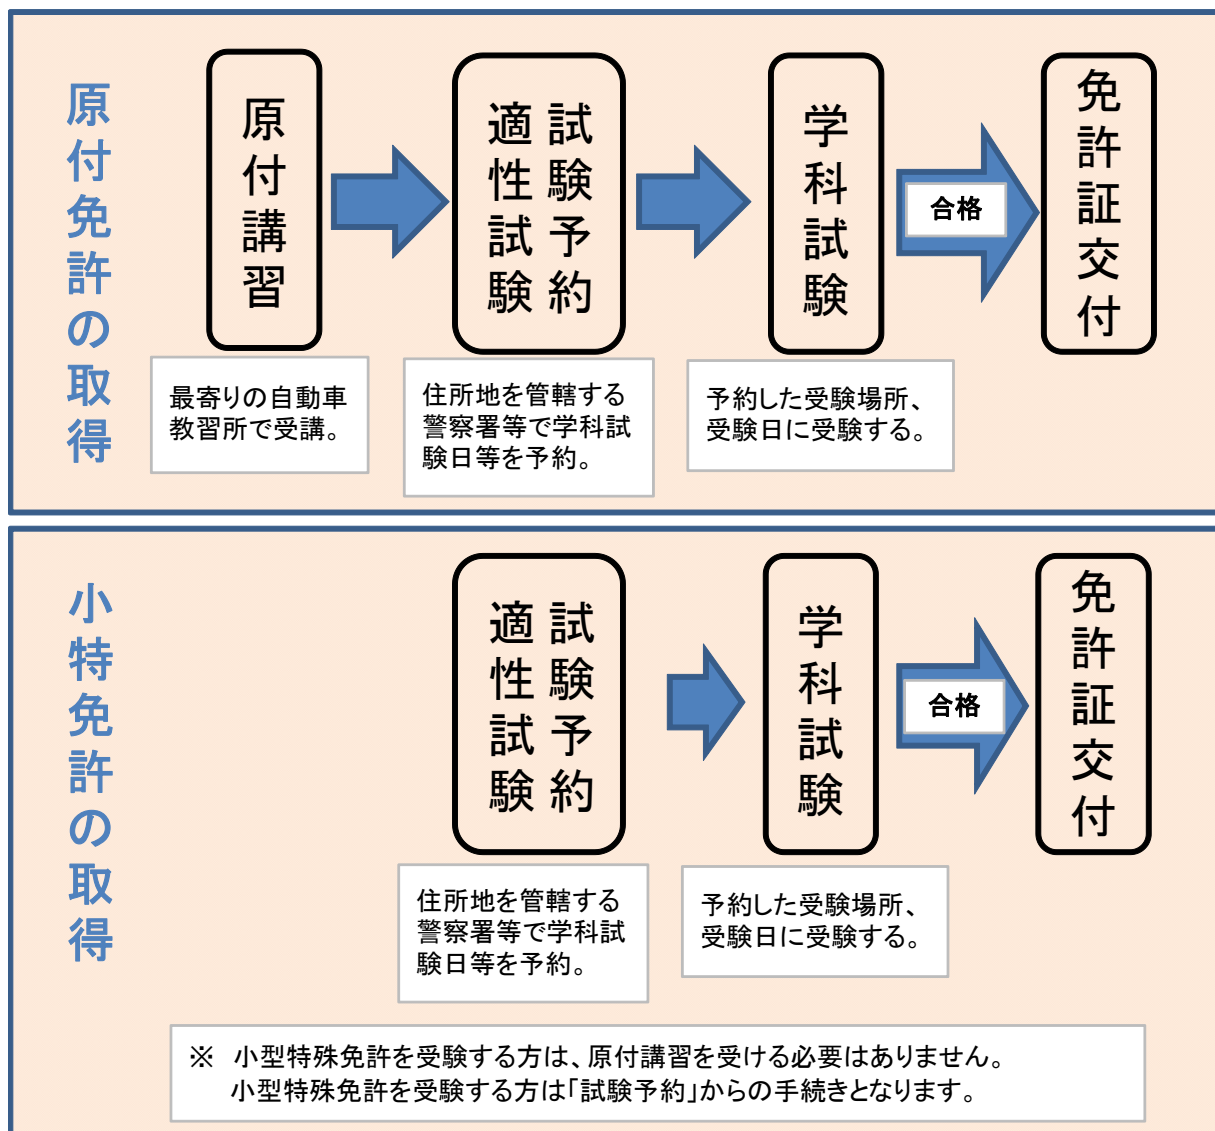 原付免許の取得
原付講習
試験予約
適性試験
学科試験
合格
免許証交付
最寄りの自動車
教習所で受講。
住所地を管轄する
警察署等で学科試
験日等を予約。
予約した受験場所、
受験日に受験する。
小特免許の取得
試験予約
適性試験
学科試験
合格
免許証交付
住所地を管轄する
警察署等で学科試
験日等を予約。
予約した受験場所、
受験日に受験する。
※ 小型特殊免許を受験する方は、原付講習を受ける必要はありません。
小型特殊免許を受験する方は「試験予約」からの手続きとなります。